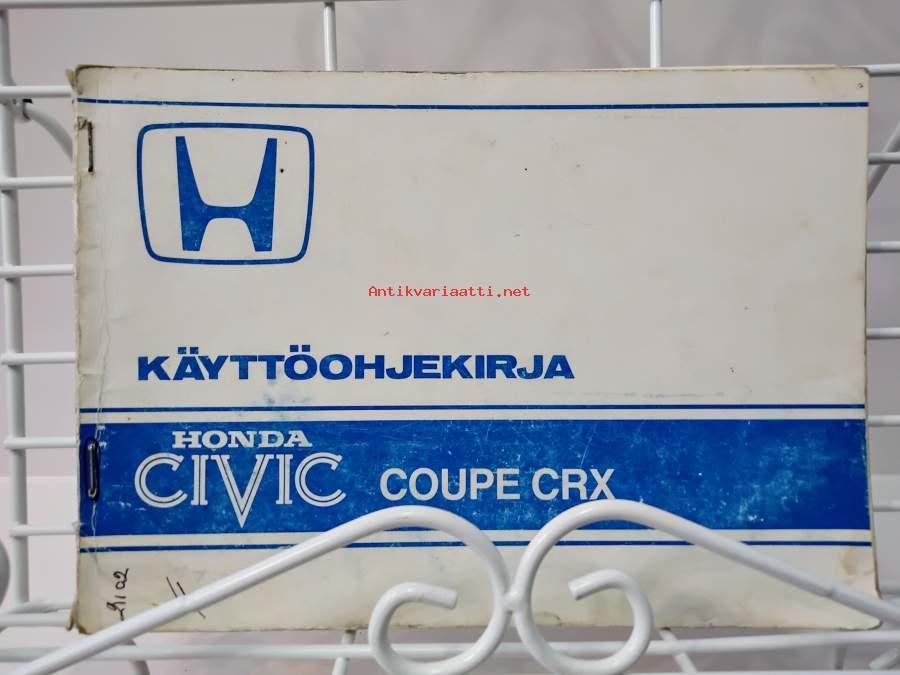 Antikvariaatti.net
KÄYTTÖOHJEKIRJA
HONDA
CIVIC COUPE CRX